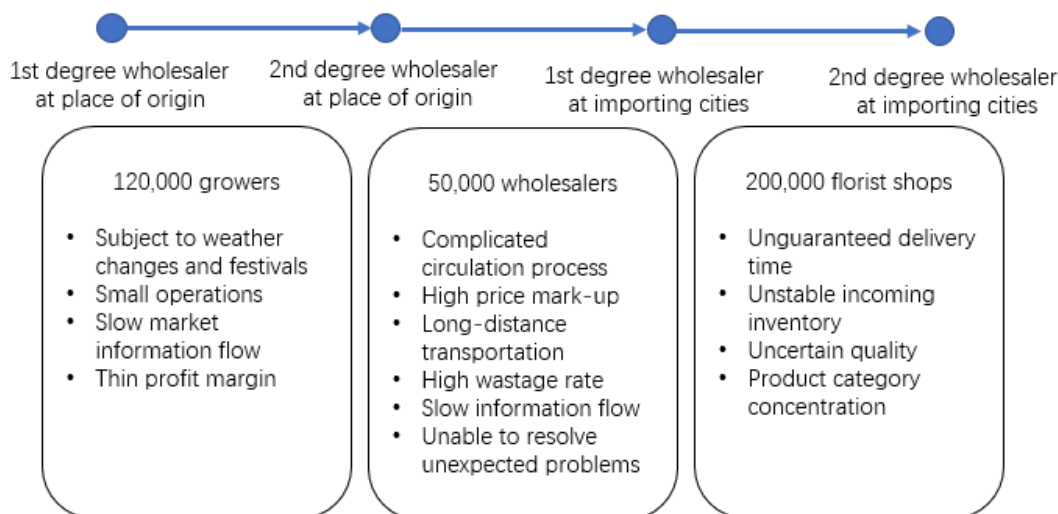 1st degree wholesaler
at place of origin
2nd degree wholesaler
at place of origin
1st degree wholesaler
at importing cities
2nd degree wholesaler
at importing cities
120,000 growers
• Subject to weather
changes and festivals
• Small operations
• Slow market
information flow
• Thin profit margin
50,000 wholesalers
• Complicated
circulation process
• High price mark-up
• Long-distance
transportation
• High wastage rate
• Slow information flow
• Unable to resolve
unexpected problems
200,000 florist shops
• Unguaranteed delivery
time
• Unstable incoming
inventory
• Uncertain quality
• Product category
concentration